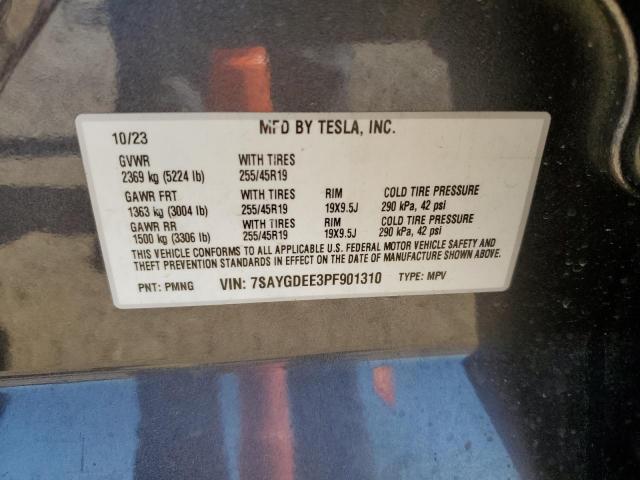 MFD BY TESLA, INC.
10/23
GVWR WITH TIRES
2369 kg (5224 lb) 255/45R19
GAWR FRT WITH TIRES RIM COLD TIRE PRESSURE
1363 kg (3004 lb) 255/45R19 19X9.5J 290 kPa, 42 psi
GAWR RR WITH TIRES RIM COLD TIRE PRESSURE
1500 kg (3306 lb) 255/45R19 19X9.5J 290 kPa, 42 psi
THIS VEHICLE CONFORMS TO ALL APPLICABLE U.S. FEDERAL MOTOR VEHICLE SAFETY AND
THEFT PREVENTION STANDARDS IN EFFECT ON THE DATE OF MANUFACTURE SHOWN ABOVE.
PNT: PMNG VIN: 7SAYGDEE3PF901310 TYPE: MPV